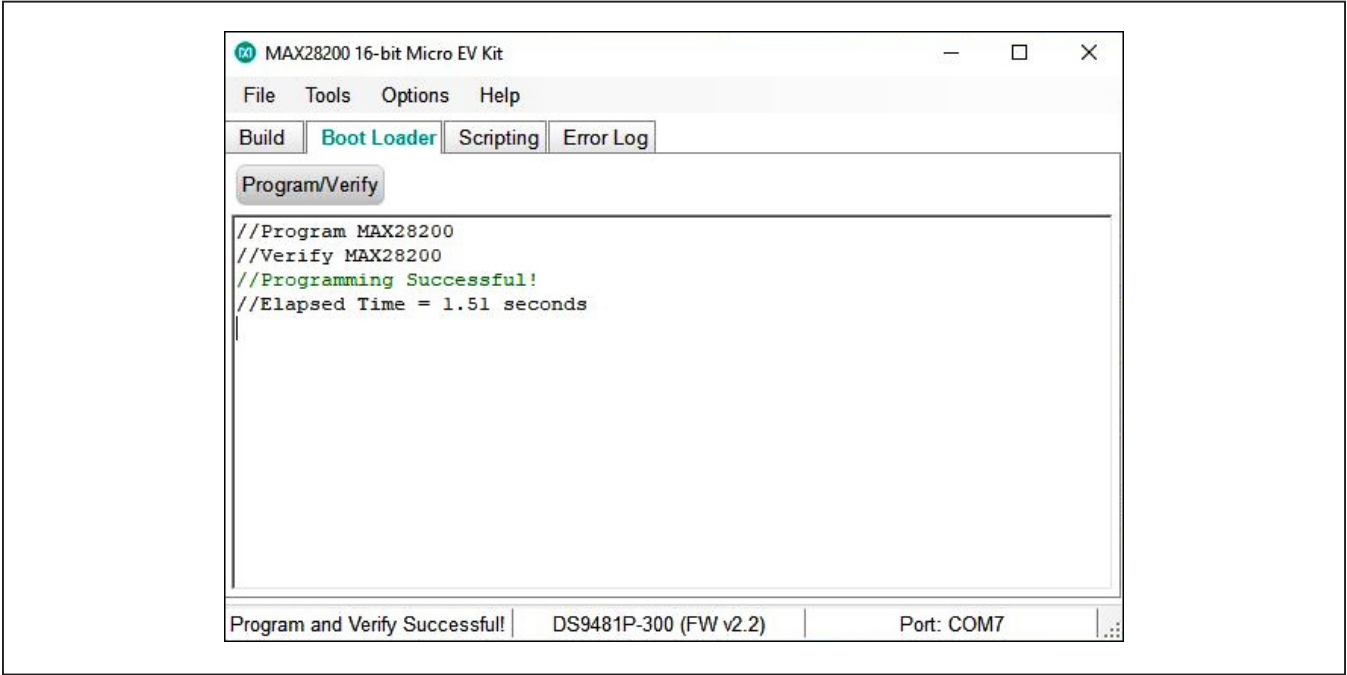 MAX28200 16-bit Micro EV Kit
File Tools Options Help
Build Boot Loader Scripting Error Log
Program/Verify
//Program MAX28200
//Verify MAX28200
//Programming Successful!
//Elapsed Time = 1.51 seconds
Program and Verify Successful! DS9481P-300 (FW v2.2) Port: COM7